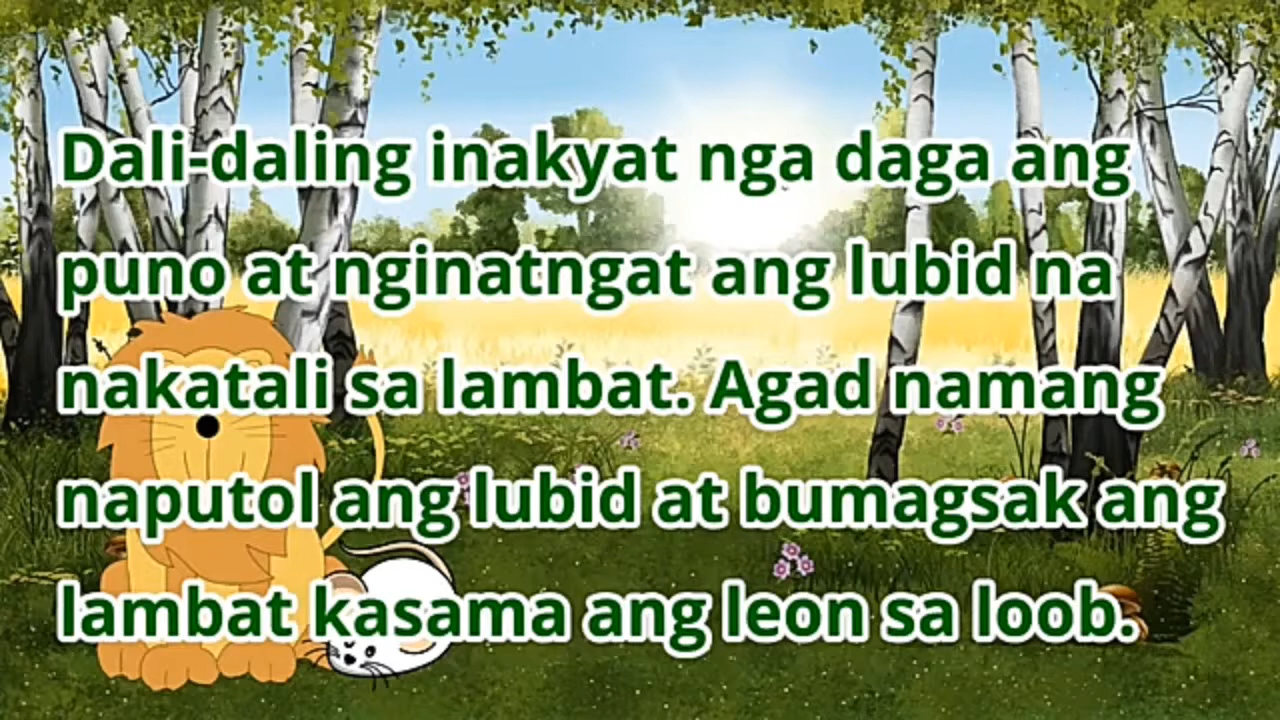 Dali-daling inakyat nga daga ang
puno at nginatngat ang lubid na
nakatali sa lambat. Agad namang
naputol ang lubid at bumagsak ang
lambat kasama ang leon sa loob.